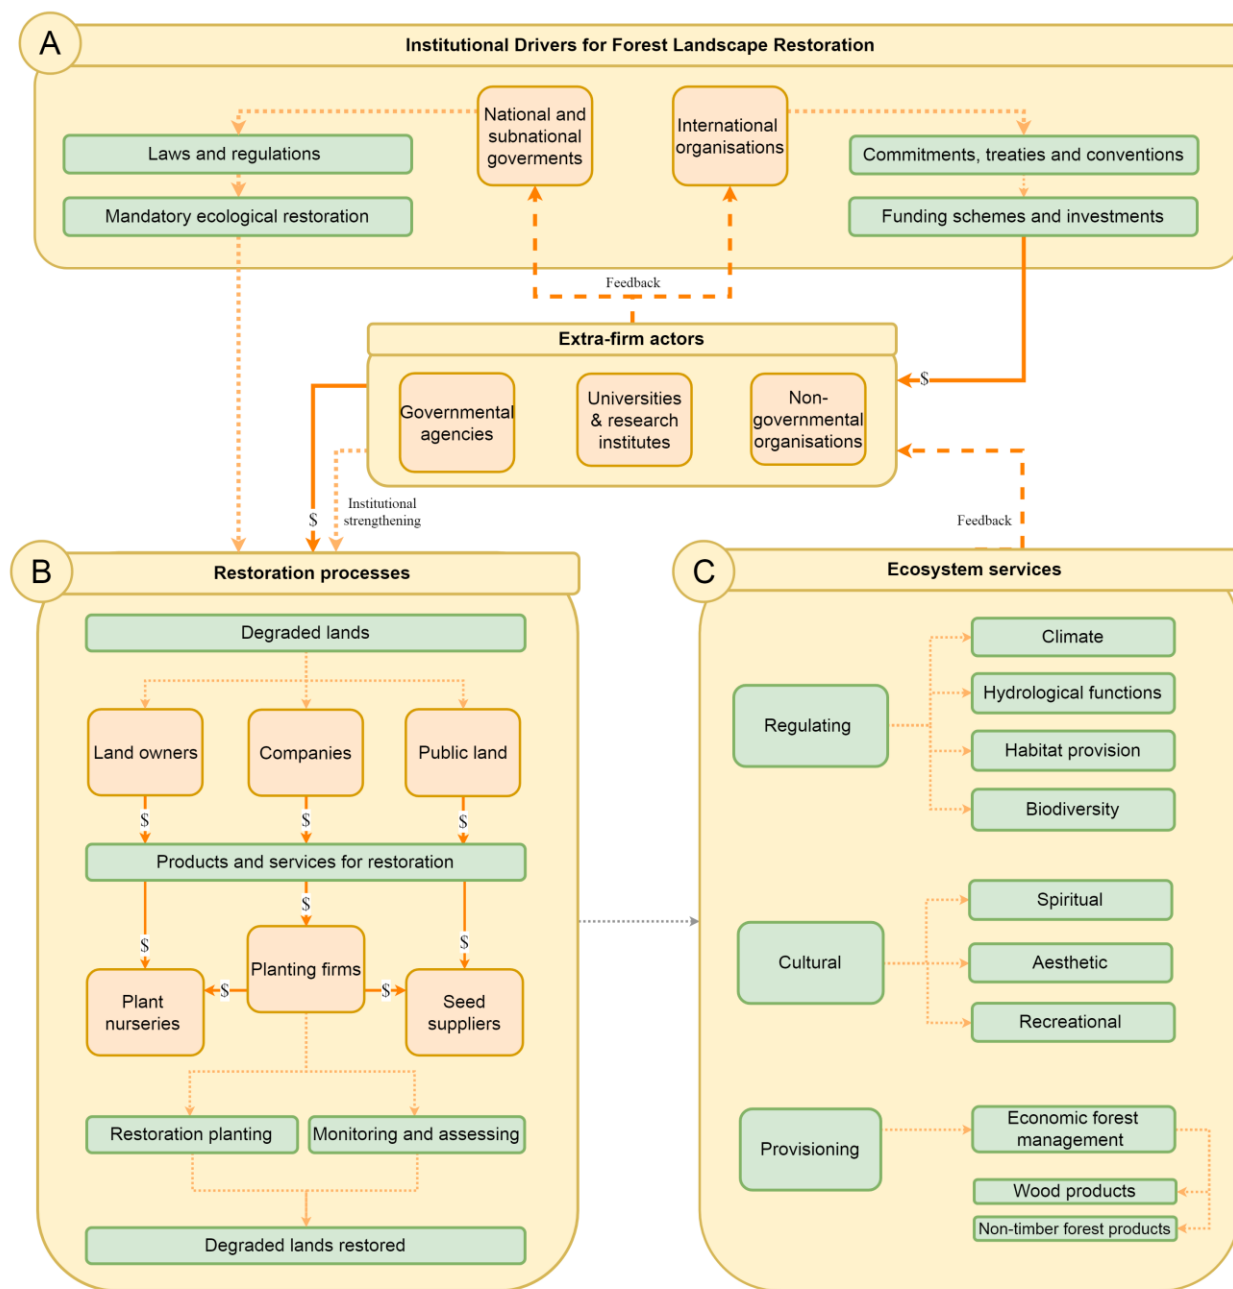 A
Institutional Drivers for Forest Landscape Restoration
National and
subnational
goverments
International
organisations
Laws and regulations
Commitments, treaties and conventions
Mandatory ecological restoration
Funding schemes and investments
Feedback
Extra-firm actors
$
Governmental
agencies
Universities
& research
institutes
Non-
governmental
organisations
Institutional
strengthening
$
Feedback
B
Restoration processes
Degraded lands
Land owners
Companies
Public land
$
$
$
Products and services for restoration
$
$
$
Planting firms
$
$
Plant
nurseries
Seed
suppliers
Restoration planting
Monitoring and assessing
Degraded lands restored
C
Ecosystem services
Regulating
Climate
Hydrological functions
Habitat provision
Biodiversity
Cultural
Spiritual
Aesthetic
Recreational
Provisioning
Economic forest
management
Wood products
Non-timber forest products